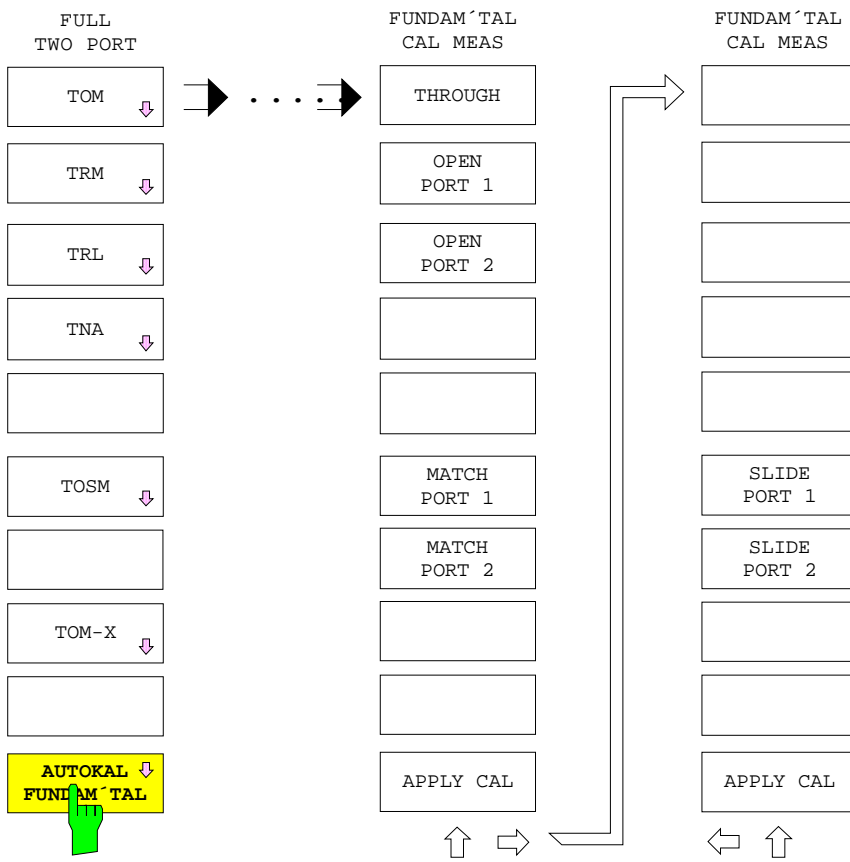 FULL
TWO PORT
TOM
TRM
TRL
TNA
TOSM
TOM-X
AUTOKAL
FUNDAM´TAL
.....
FUNDAM´TAL
CAL MEAS
THROUGH
OPEN
PORT 1
OPEN
PORT 2
MATCH
PORT 1
MATCH
PORT 2
APPLY CAL
FUNDAM´TAL
CAL MEAS
SLIDE
PORT 1
SLIDE
PORT 2
APPLY CAL